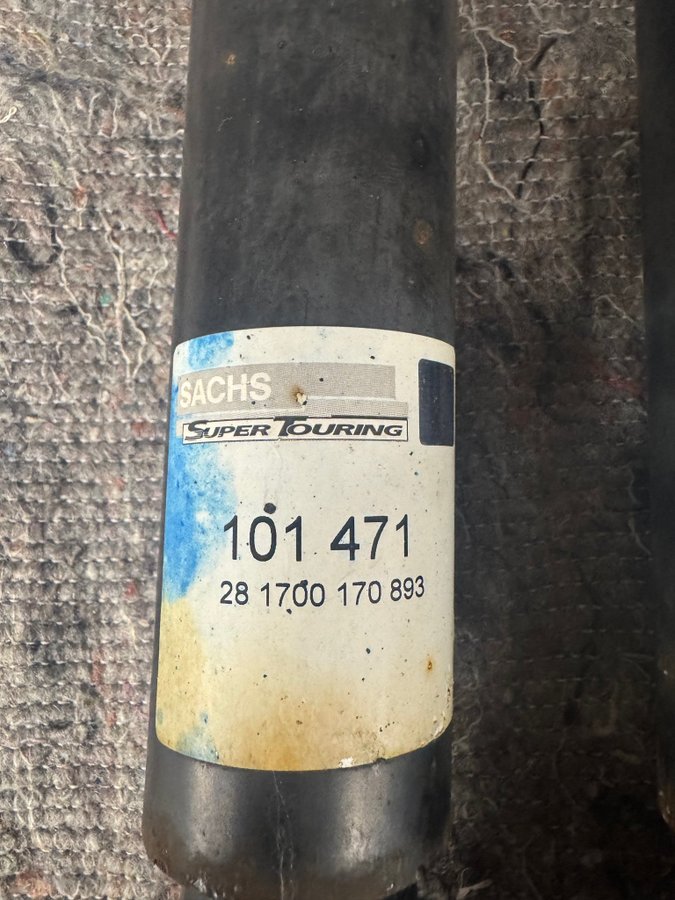 SACHS
SUPER TOURING
101 471
28 1700 170 893